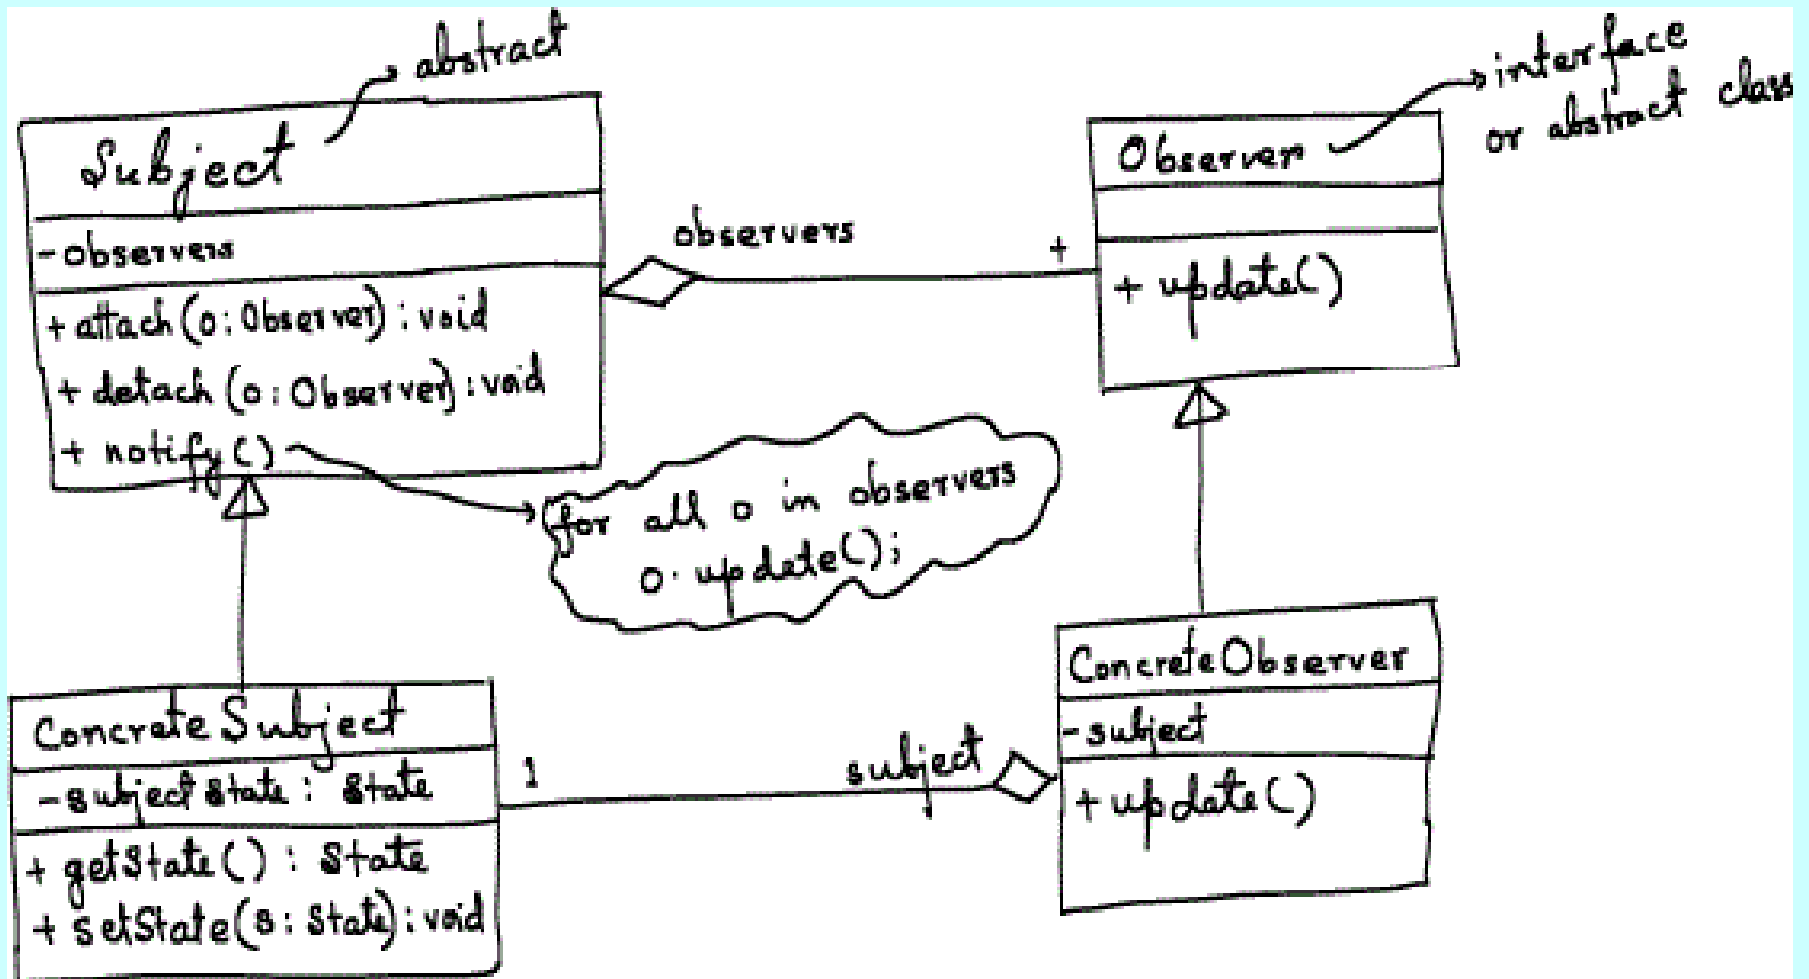 abstract
Subject
-observers
+ attach (o: Observer) : void
+ detach (o: Observer) : void
+ notify ()
for all o in observers
o. update();
observers
+
interface
or abstract class
Observer
+ update()
ConcreteSubject
- subjectstate : state
+ getstate() : state
+ setState(s: state) : void
1
subject
ConcreteObserver
- subject
+ update()